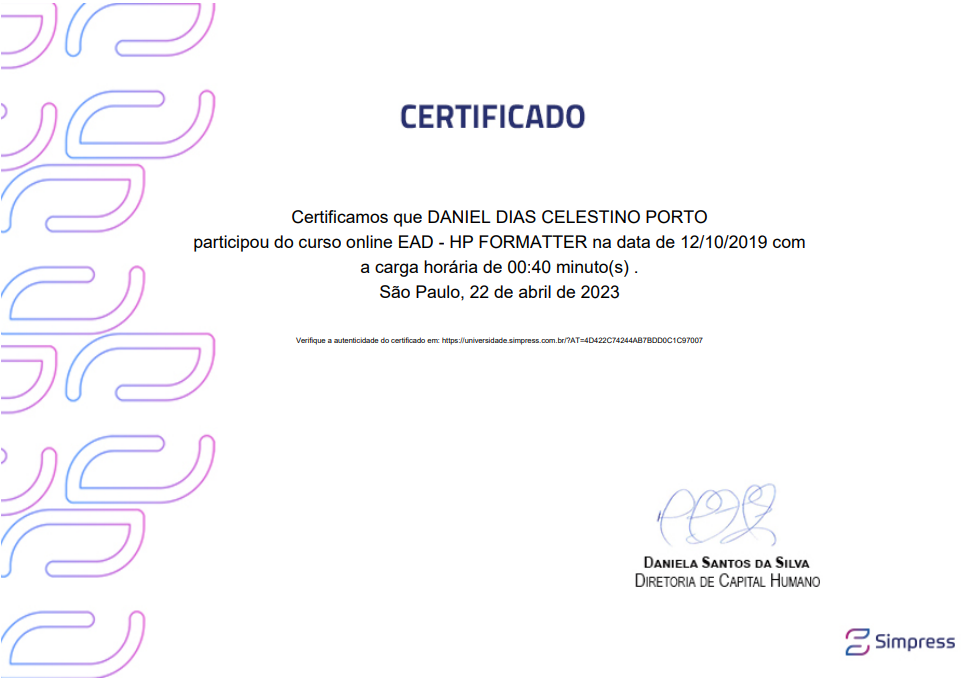 CERTIFICADO
Certificamos que DANIEL DIAS CELESTINO PORTO
participou do curso online EAD - HP FORMATTER na data de 12/10/2019 com
a carga horária de 00:40 minuto(s) .
São Paulo, 22 de abril de 2023
Verifique a autenticidade do certificado em: https://universidade.simpress.com.br/?AT=4D422C74244AB7BDD0C1C97007
DANIELA SANTOS DA SILVA
DIRETORIA DE CAPITAL HUMANO
Simpress